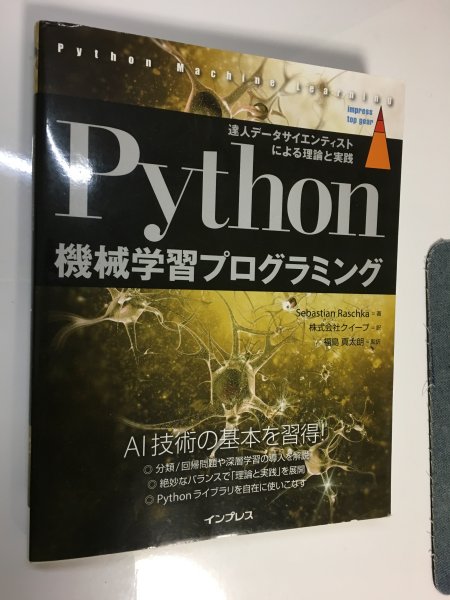 Python Machine Learning
impress
top gear
達人データサイエンティスト
による理論と実践
Python
機械学習プログラミング
Sebastian Raschka=著
株式会社クイープ=訳
福島 真太朗=監訳
AI技術の基本を習得!
◎ 分類/回帰問題や深層学習の導入を解説
◎ 絶妙なバランスで「理論と実践」を展開
◎ Pythonライブラリを自在に使いこなす
インプレス